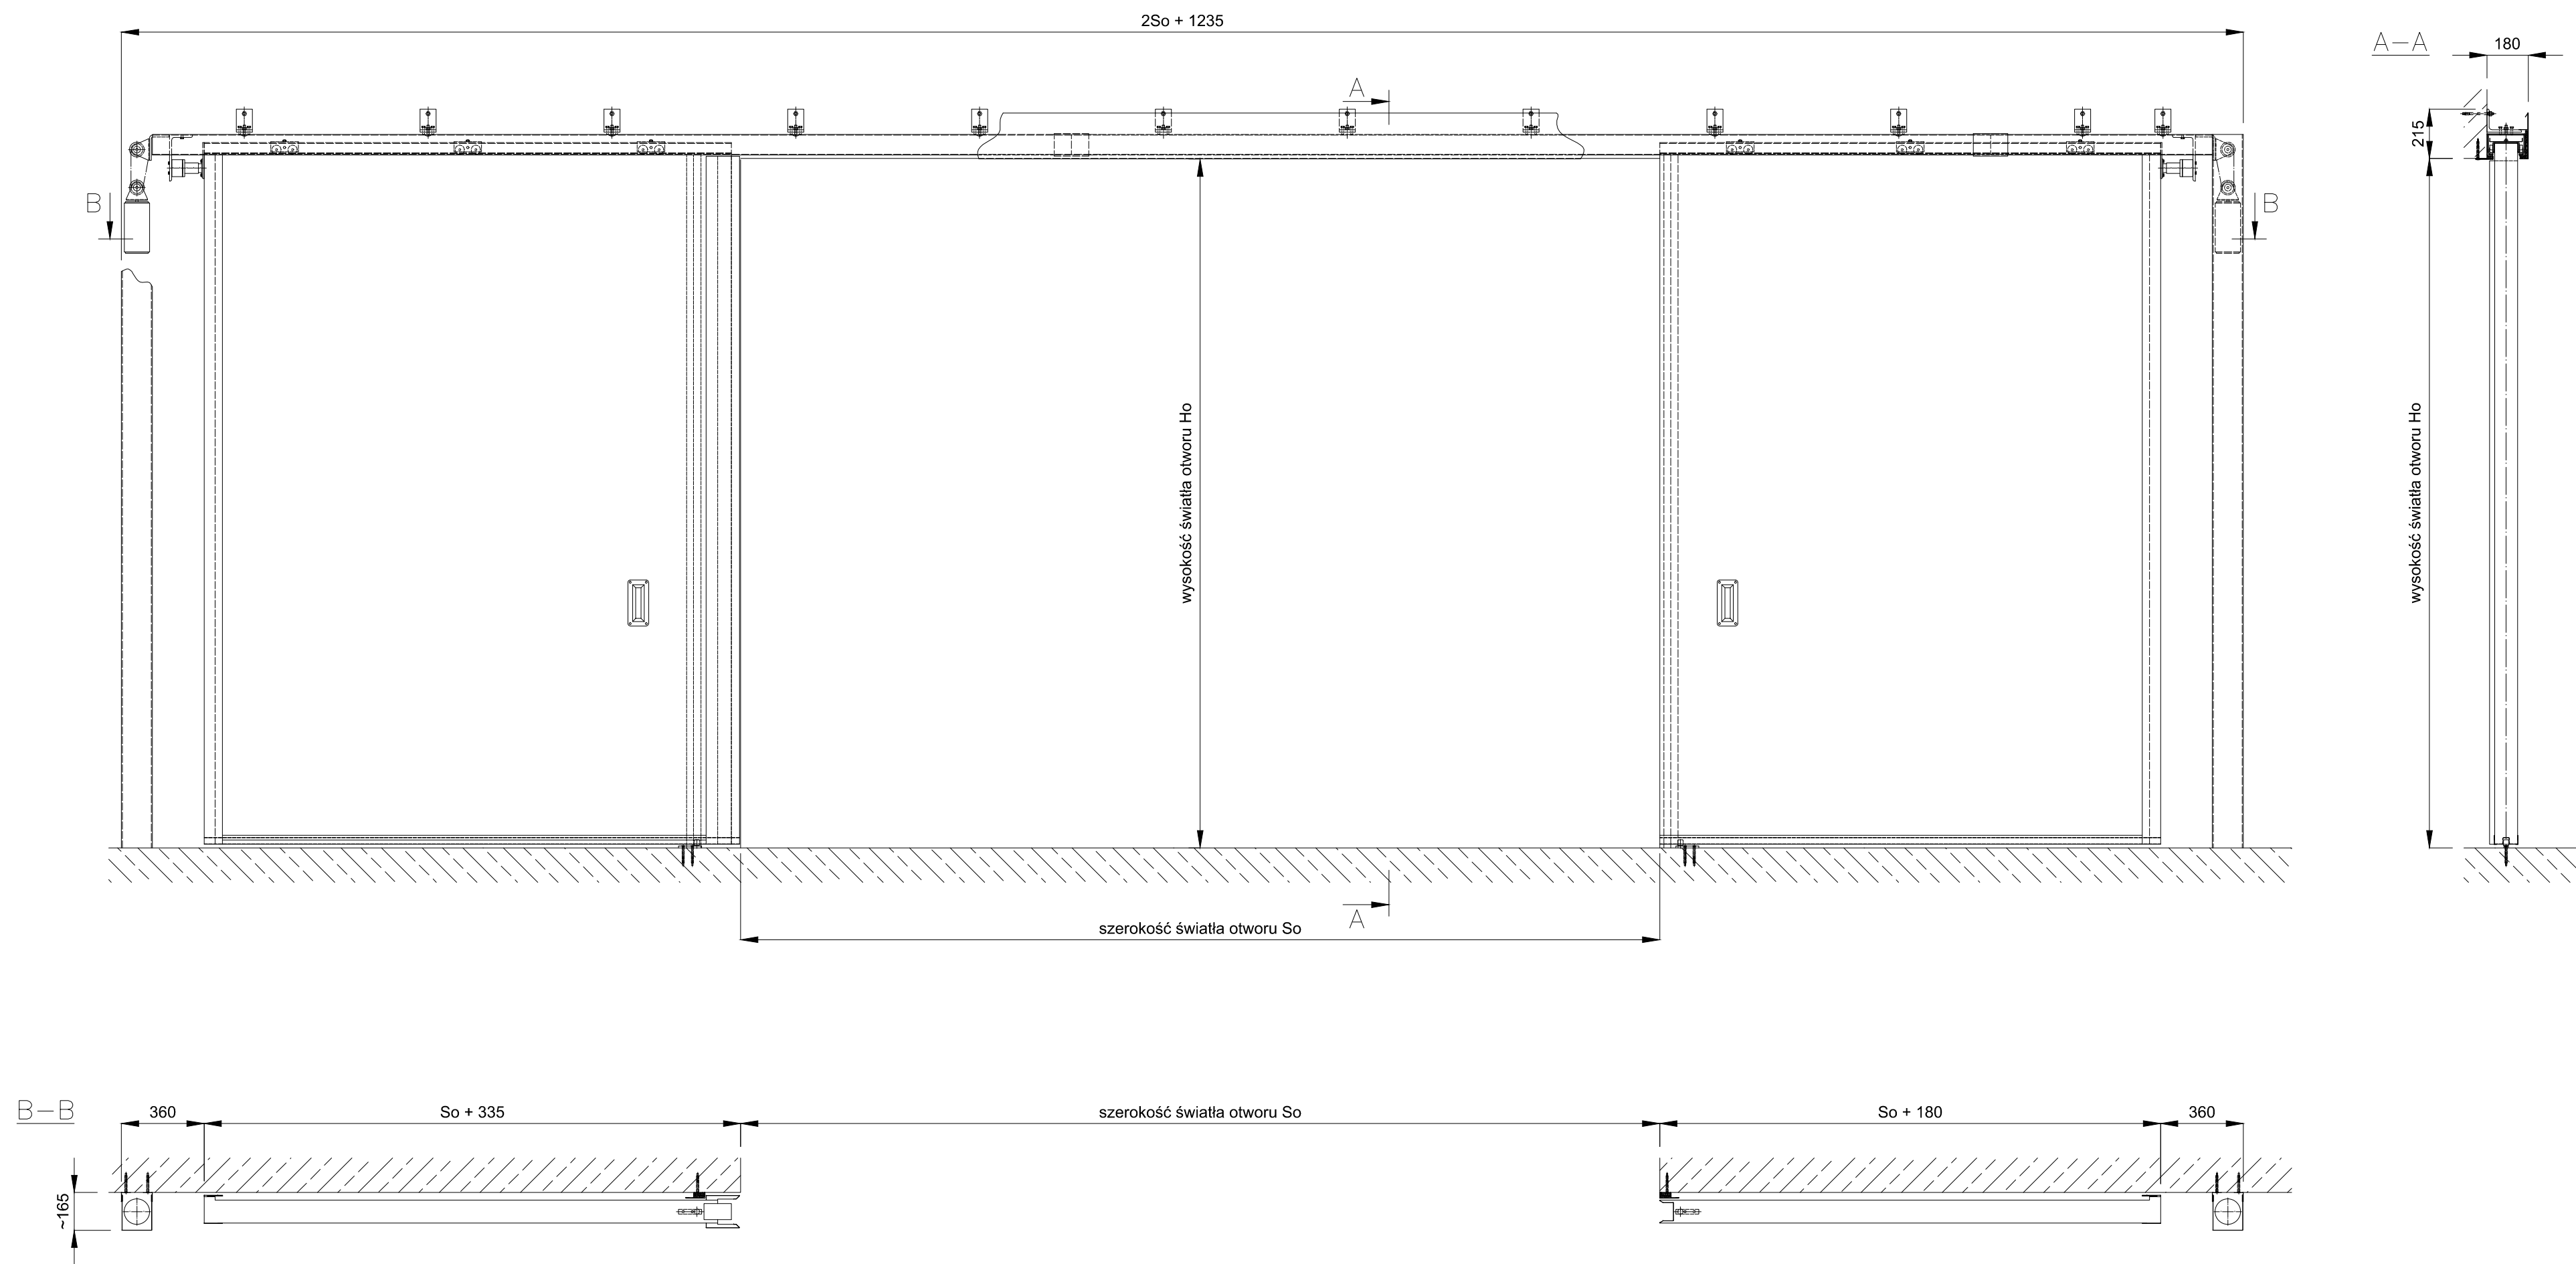 2So + 1235
A
A-A
180
215
B
B
wysokość światła otworu Ho
wysokość światła otworu Ho
A
szerokość światła otworu So
B-B
360
So + 335
szerokość światła otworu So
So + 180
360
~165